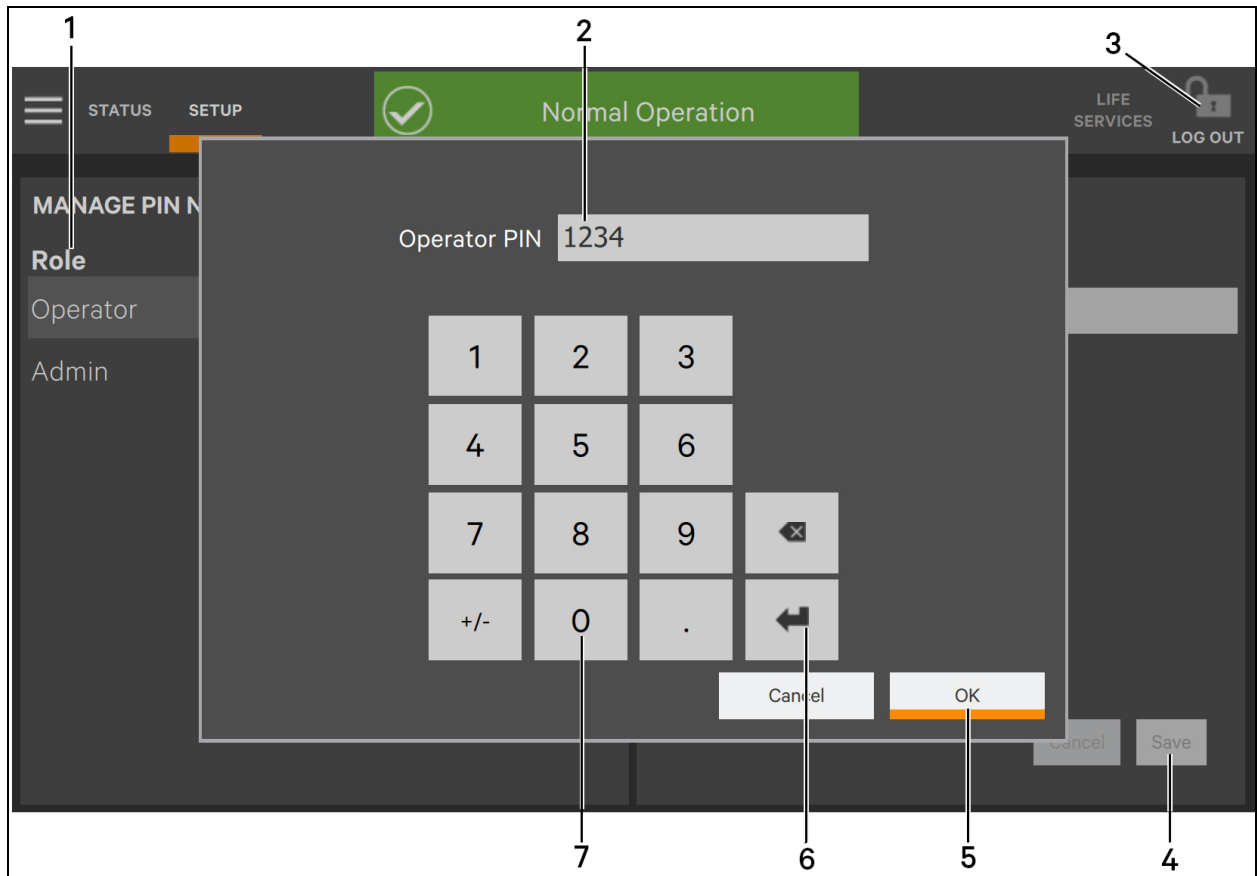 1 2 3
STATUS SETUP Normal Operation LIFE
SERVICES
LOG OUT
MANAGE PIN N
Role
Operator
Admin
Operator PIN 1234
1 2 3
4 5 6
7 8 9
+/- 0 .
Cancel OK
Cancel Save
7 6 5 4